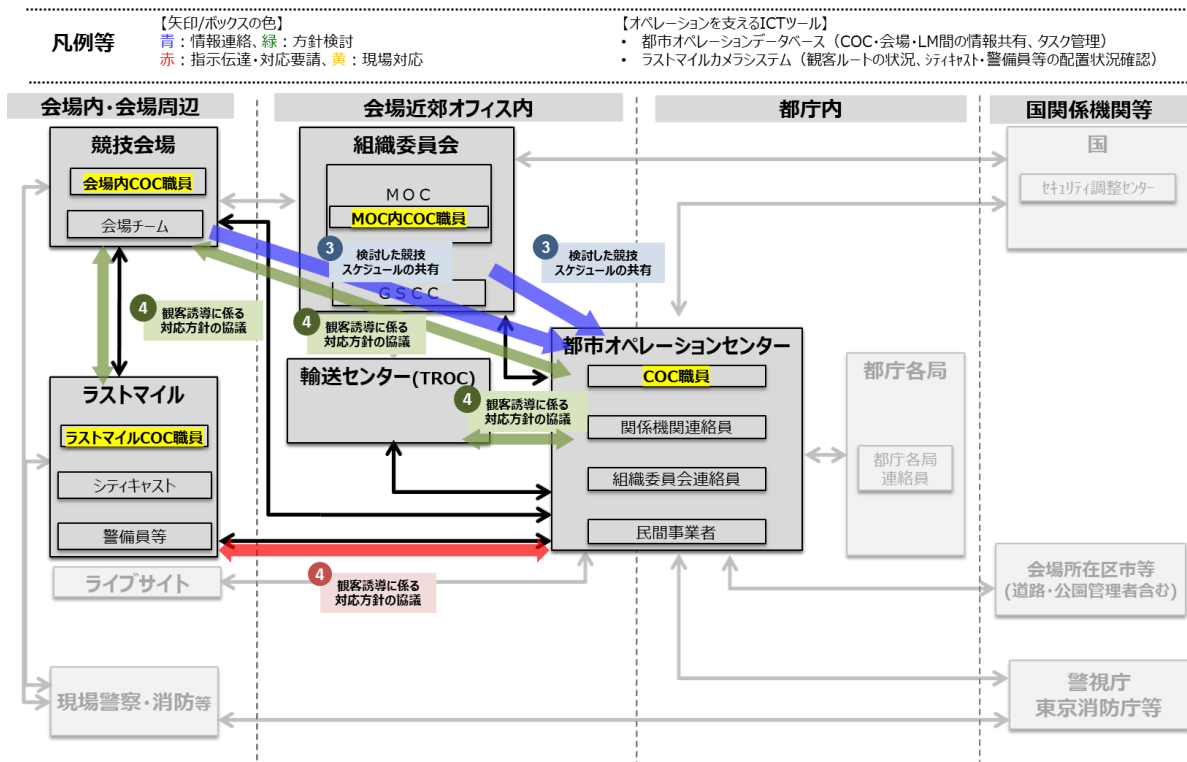 凡例等
【矢印/ボックスの色】
青：情報連絡、緑：方針検討
赤：指示伝達・対応要請、黄：現場対応
【オペレーションを支えるICTツール】
• 都市オペレーションデータベース（COC・会場・LM間の情報共有、タスク管理）
• ラストマイルカメラシステム（観客ルートの状況、ｼﾃｨｷｬｽﾄ・警備員等の配置状況確認）
会場内・会場周辺
会場近郊オフィス内
都庁内
国関係機関等
競技会場
会場内COC職員
会場チーム
組織委員会
ＭＯＣ
MOC内COC職員
ＧＳＣＣ
国
ｾｷｭﾘﾃｨ調整ｾﾝﾀｰ
3
検討した競技
スケジュールの共有
3
検討した競技
スケジュールの共有
4
観客誘導に係る
対応方針の協議
4
観客誘導に係る
対応方針の協議
輸送センター(TROC)
4
観客誘導に係る
対応方針の協議
都市オペレーションセンター
COC職員
関係機関連絡員
組織委員会連絡員
民間事業者
都庁各局
都庁各局
連絡員
ラストマイル
ラストマイルCOC職員
シティキャスト
警備員等
ライブサイト
4
観客誘導に係る
対応方針の協議
会場所在区市等
(道路・公園管理者含む)
現場警察・消防等
警視庁
東京消防庁等